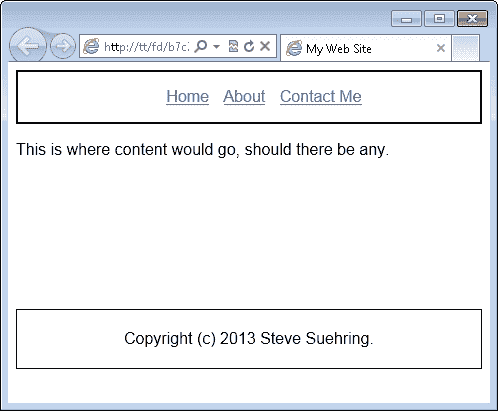 http://tt/fd/b7c
My Web Site
Home About Contact Me
This is where content would go, should there be any.
Copyright (c) 2013 Steve Suehring.